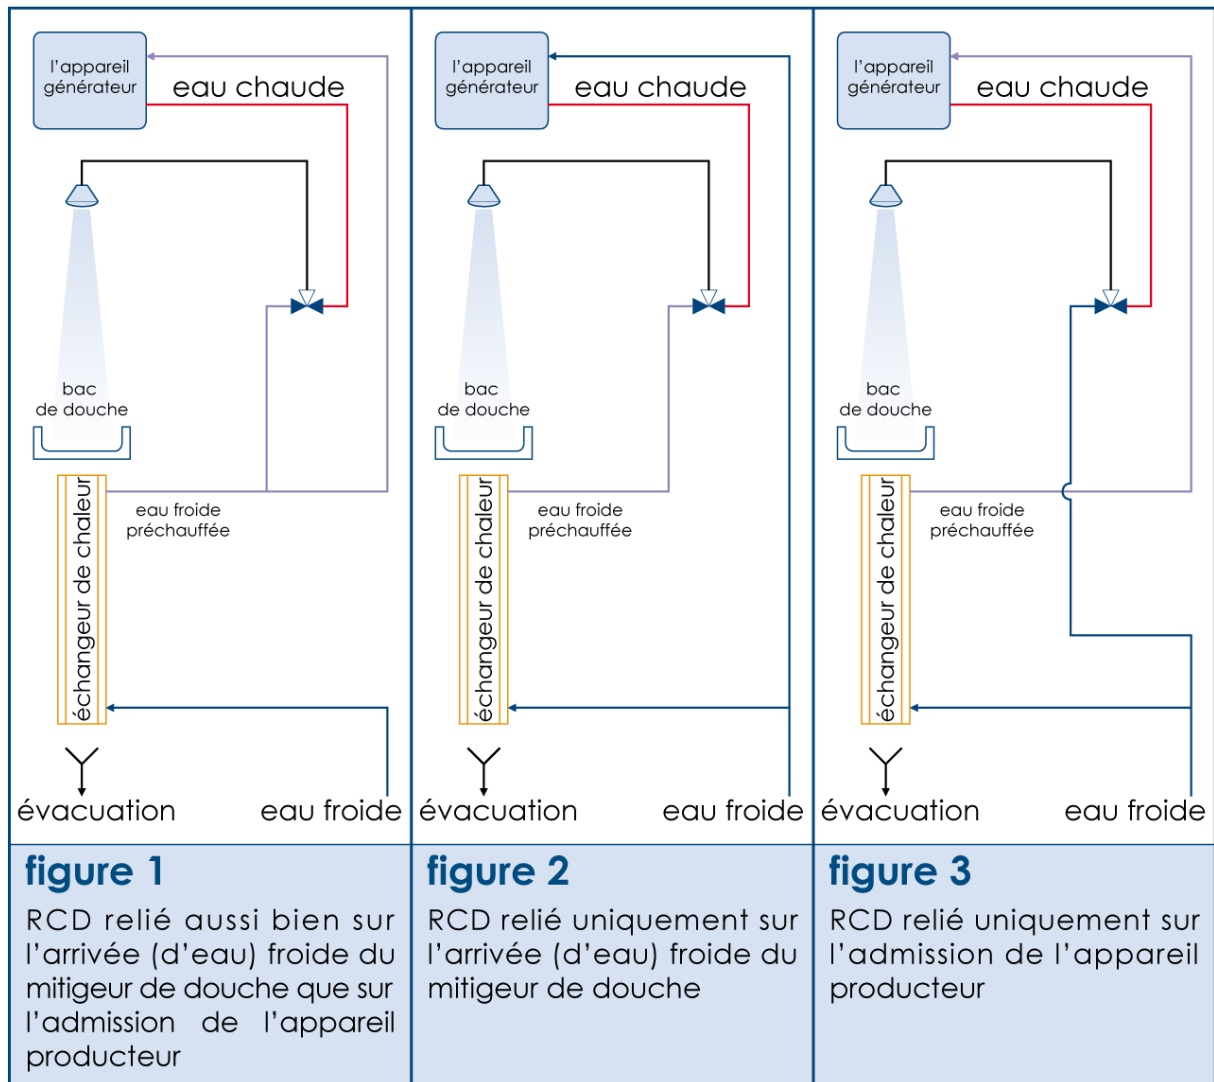 l'appareil
générateur
eau chaude
bac
de douche
échangeur de chaleur
eau froide
préchauffée
évacuation
eau froide
figure 1
RCD relié aussi bien sur
l'arrivée (d'eau) froide du
mitigeur de douche que sur
l'admission de l'appareil
producteur
l'appareil
générateur
eau chaude
bac
de douche
échangeur de chaleur
eau froide
préchauffée
évacuation
eau froide
figure 2
RCD relié uniquement sur
l'arrivée (d'eau) froide du
mitigeur de douche
l'appareil
générateur
eau chaude
bac
de douche
échangeur de chaleur
eau froide
préchauffée
évacuation
eau froide
figure 3
RCD relié uniquement sur
l'admission de l'appareil
producteur